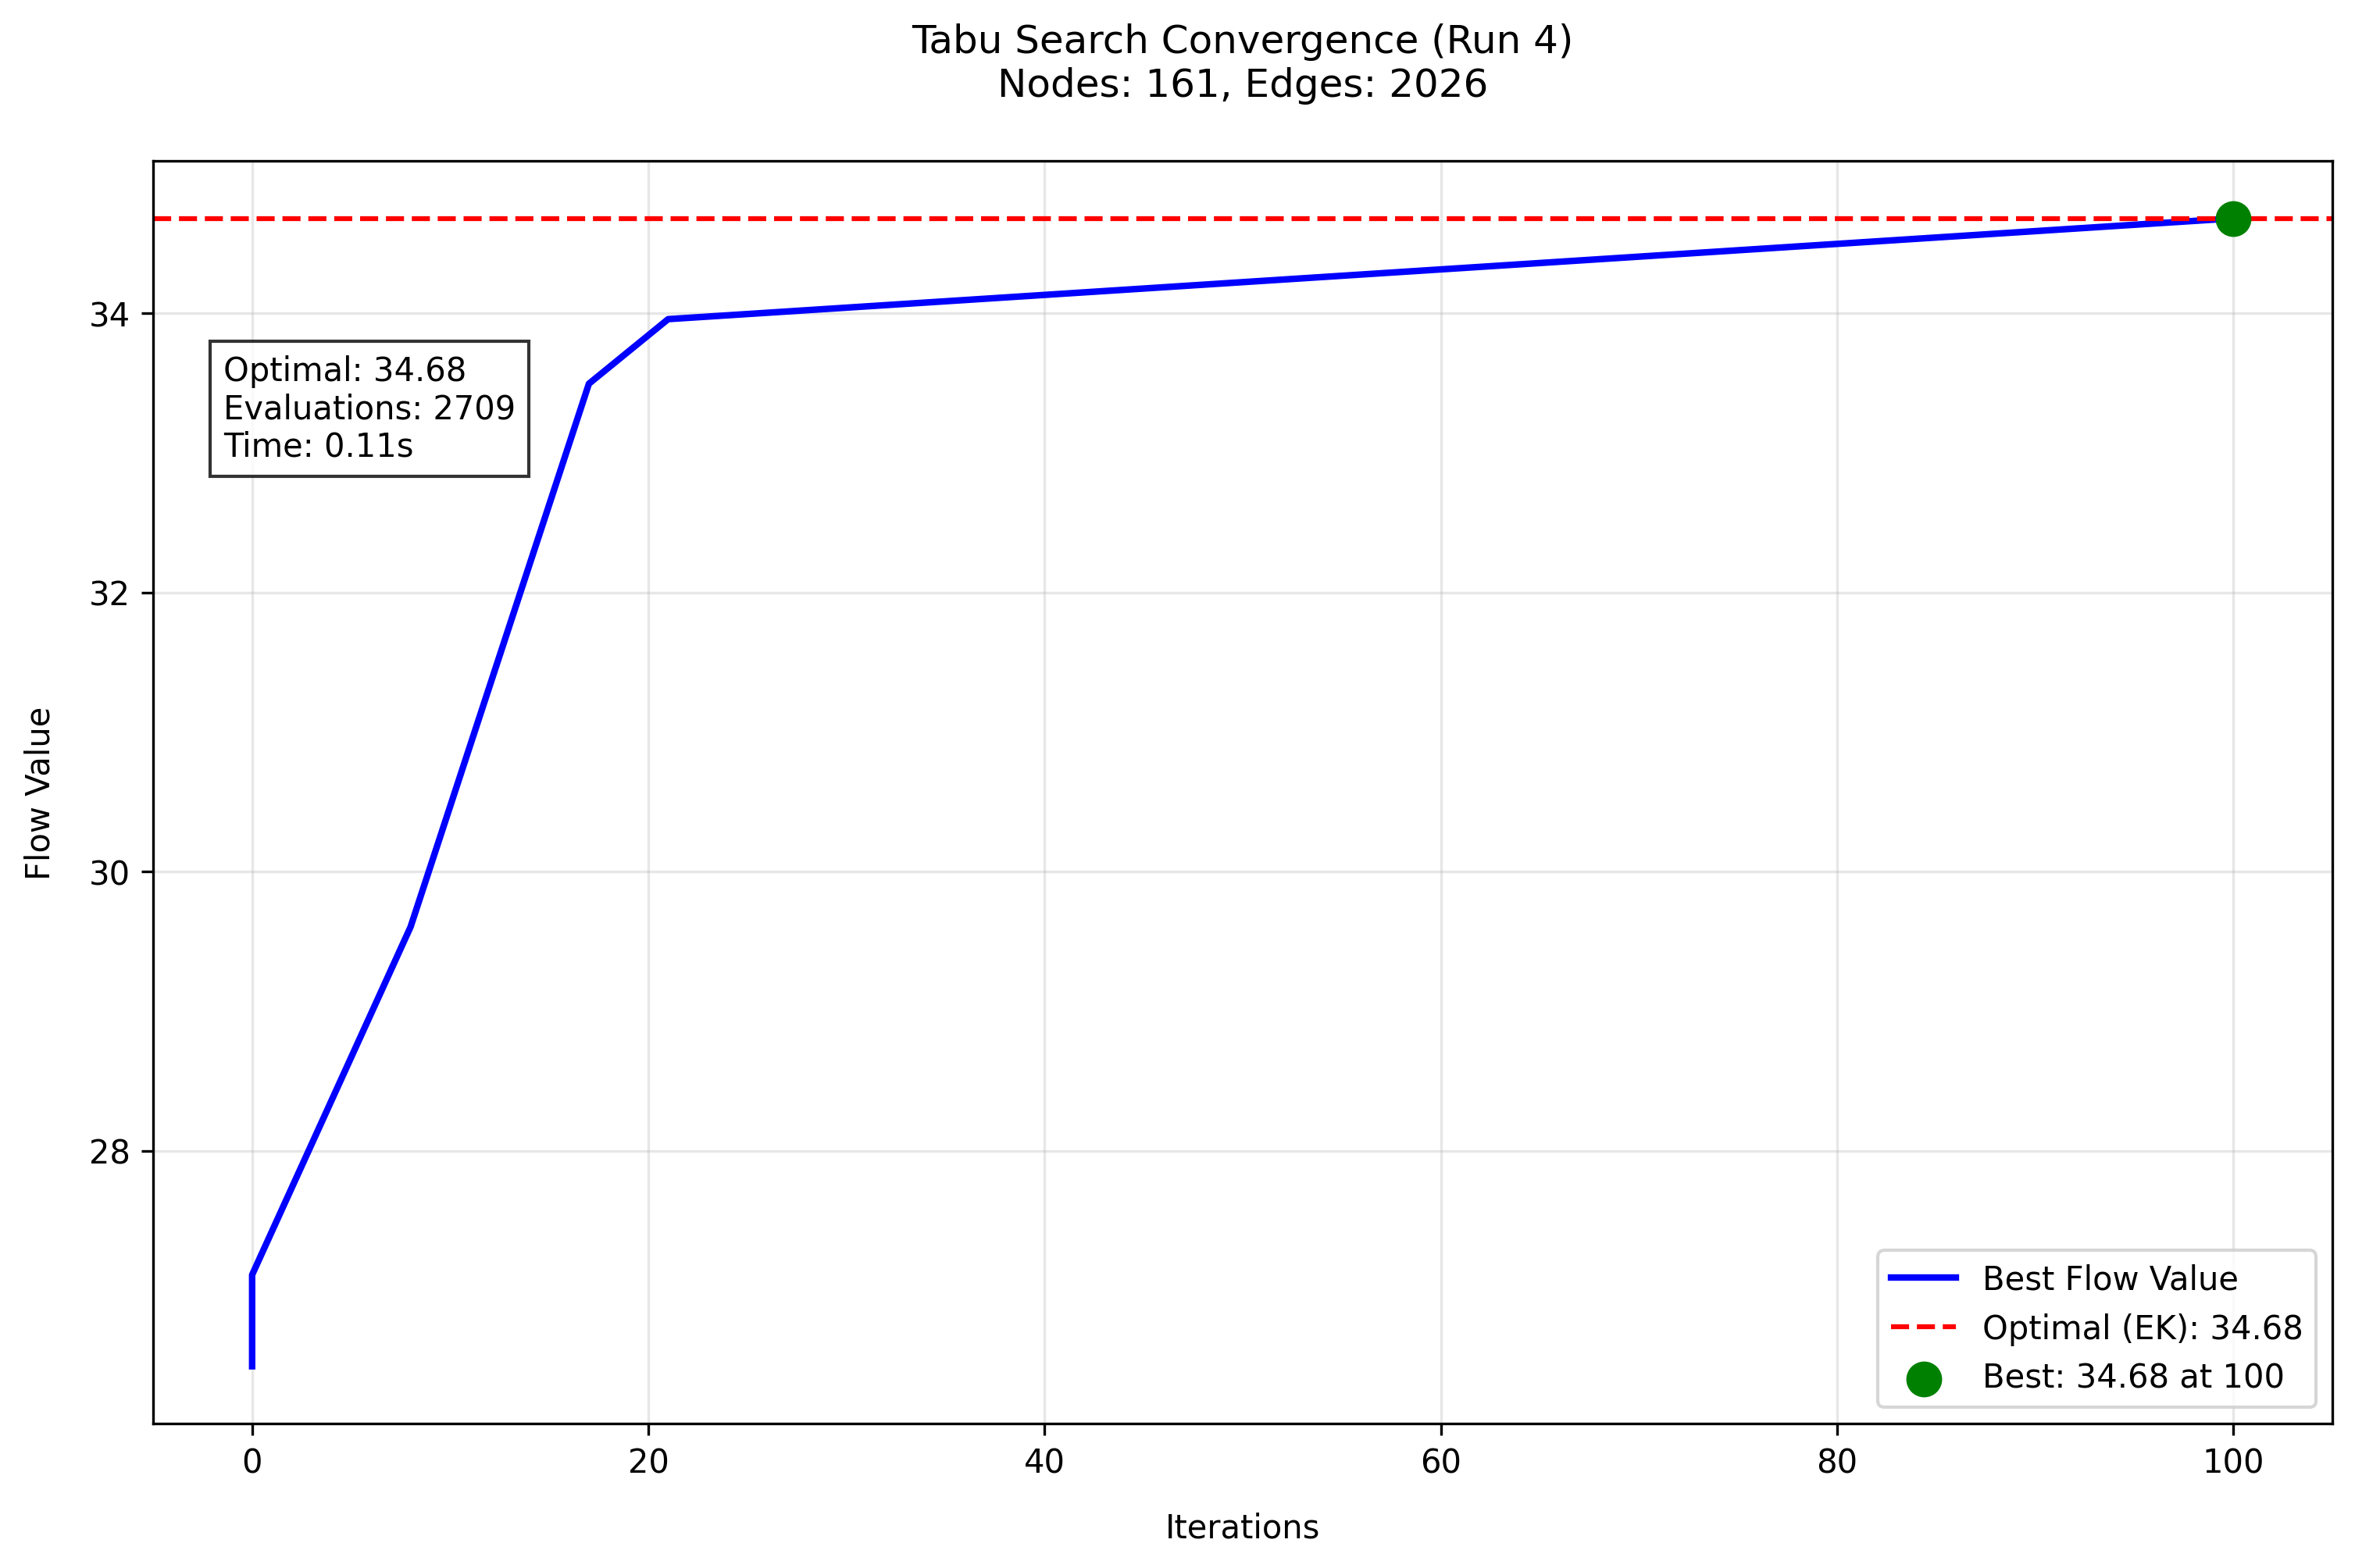 Tabu Search Convergence (Run 4)
Nodes: 161, Edges: 2026
Flow Value
34
32
30
28
Optimal: 34.68
Evaluations: 2709
Time: 0.11s
Best Flow Value
Optimal (EK): 34.68
Best: 34.68 at 100
0
20
40
60
80
100
Iterations